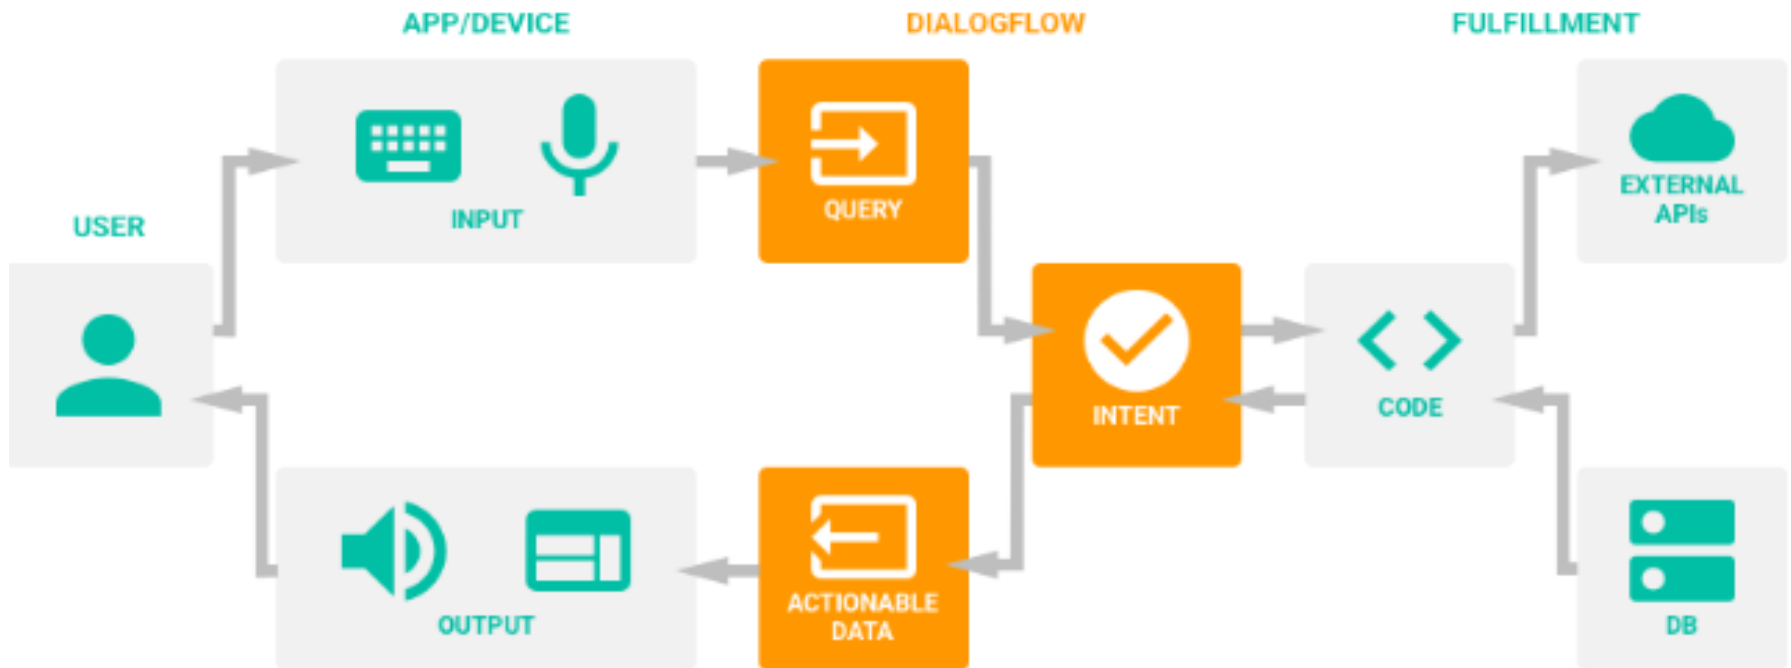 APP/DEVICE
DIALOGFLOW
FULFILLMENT
INPUT
QUERY
EXTERNAL
APIs
USER
INTENT
CODE
OUTPUT
ACTIONABLE
DATA
DB